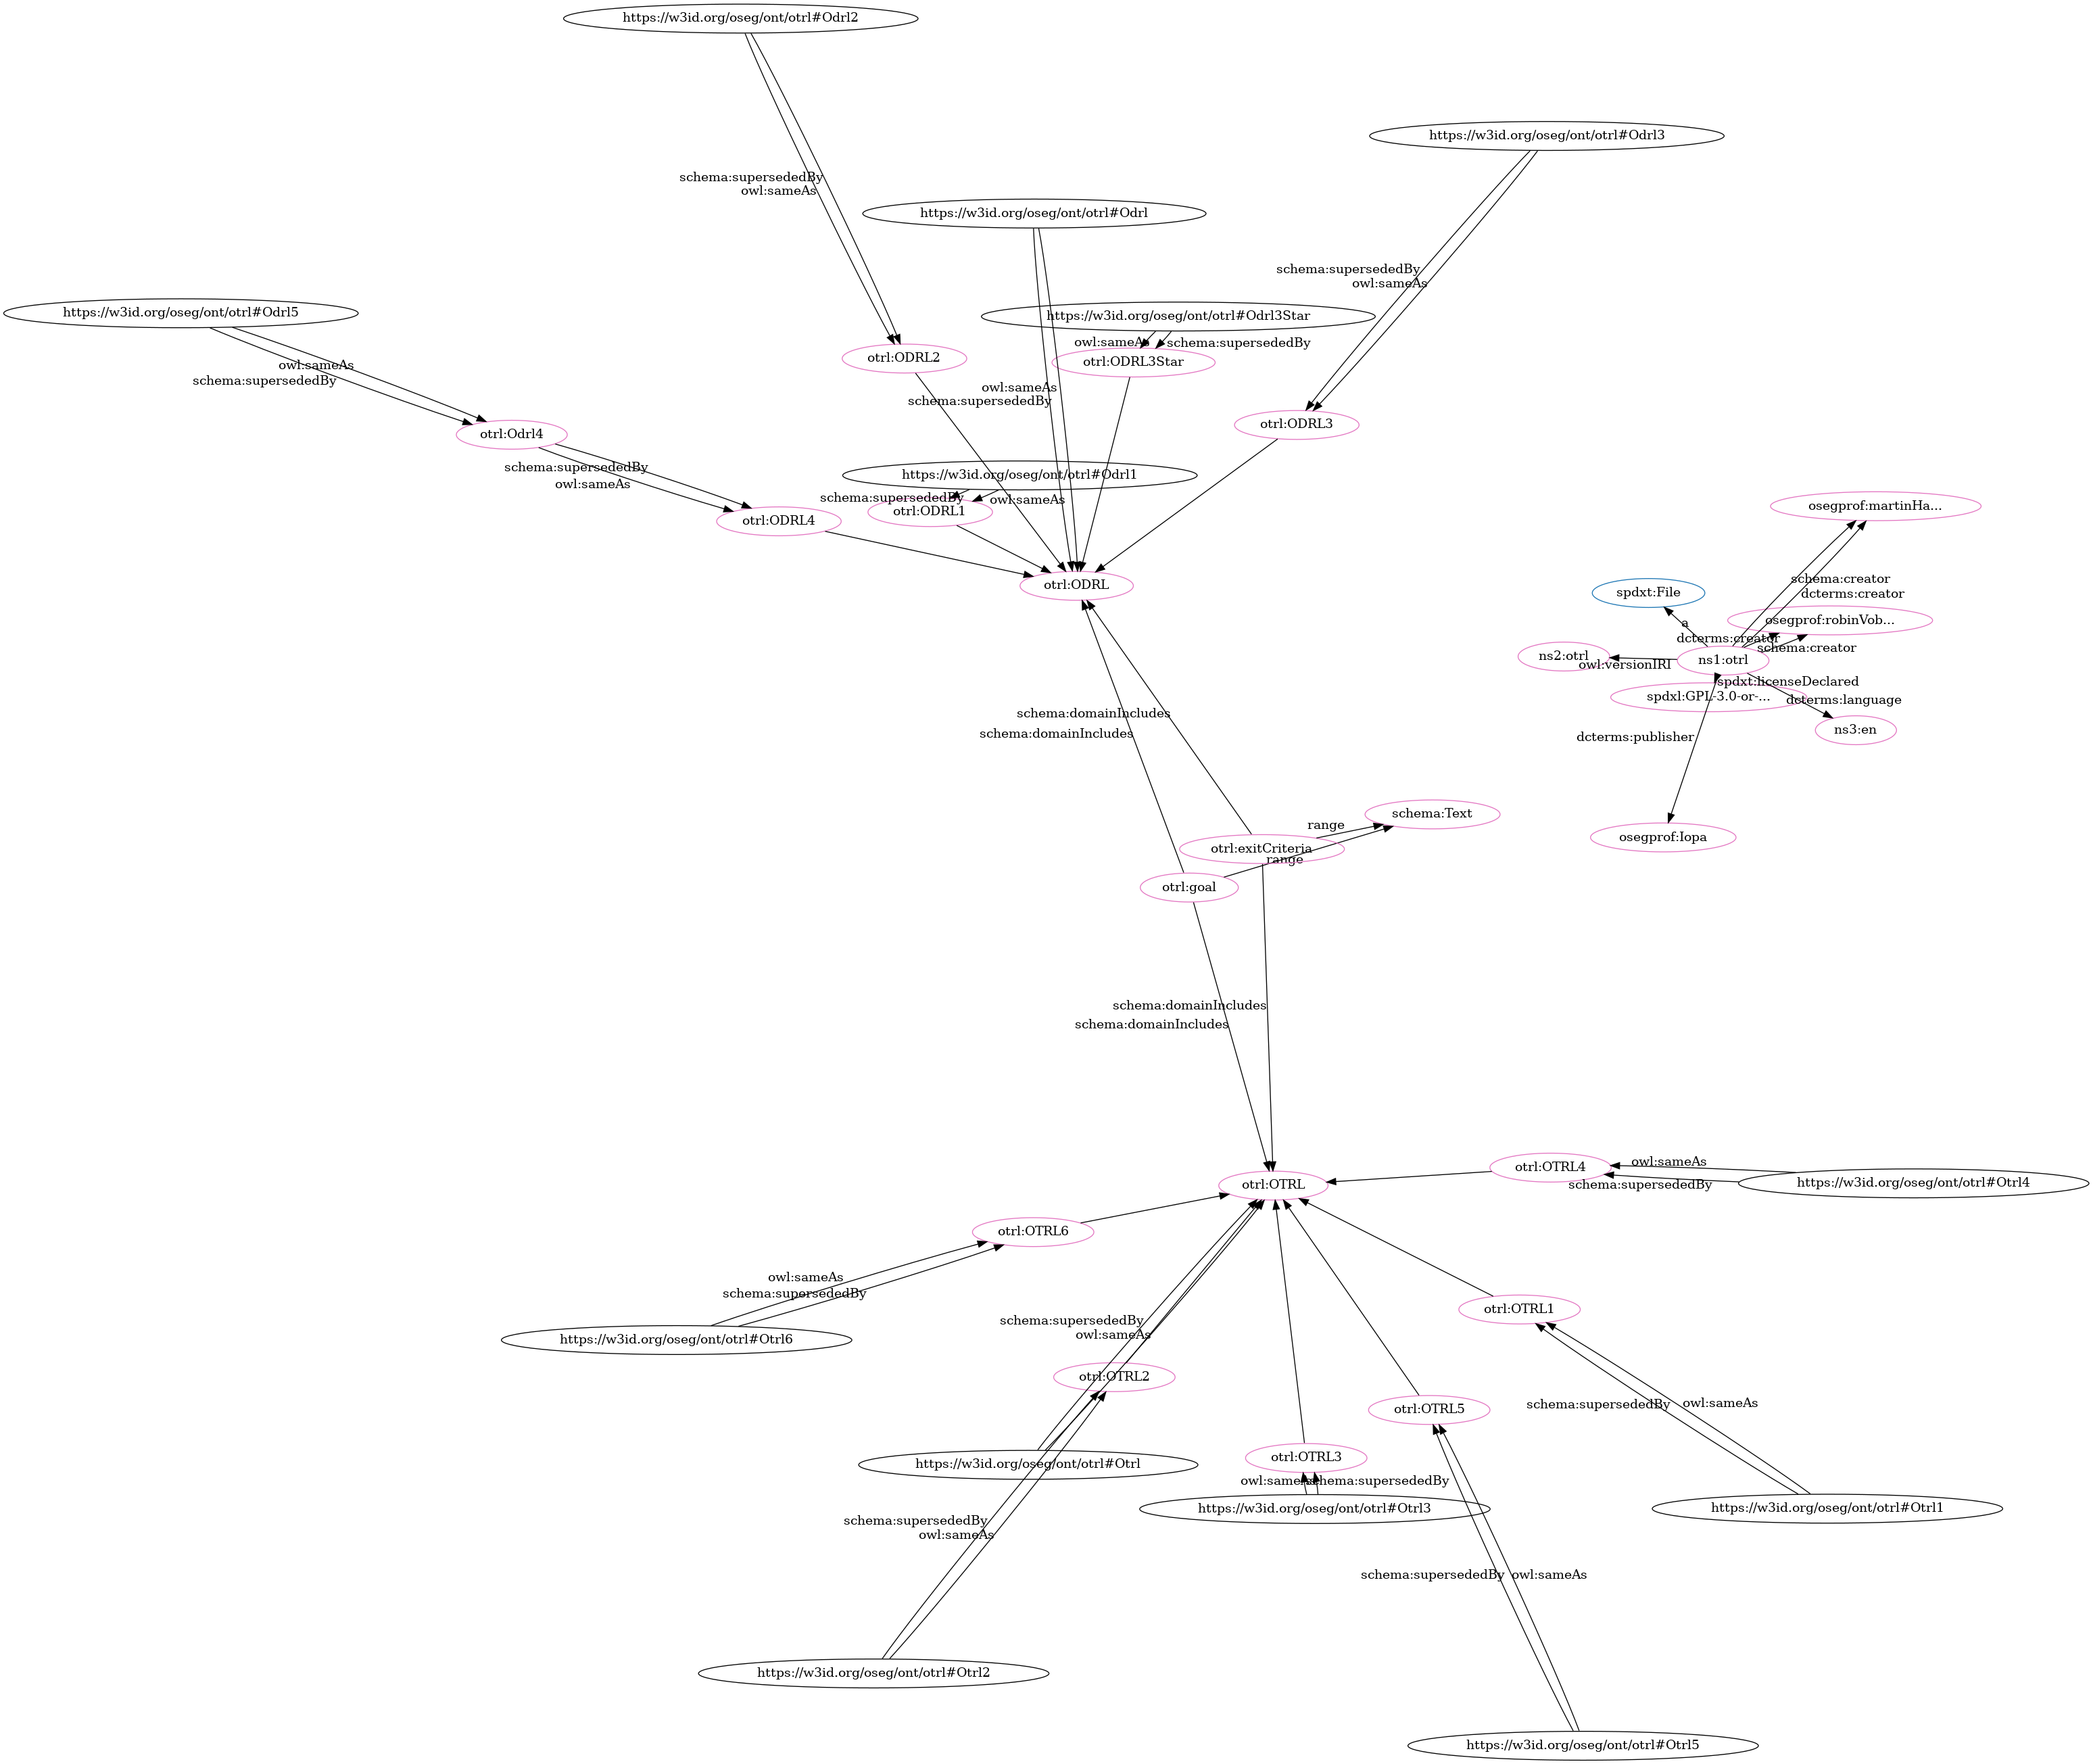 https://w3id.org/oseg/ont/otrl#Odrl2
https://w3id.org/oseg/ont/otrl#Odrl3
schema:supersededBy
owl:sameAs
https://w3id.org/oseg/ont/otrl#Odrl
schema:supersededBy
owl:sameAs
https://w3id.org/oseg/ont/otrl#Odrl5
https://w3id.org/oseg/ont/otrl#Odrl3Star
owl:sameAs
schema:supersededBy
otrl:ODRL2
otrl:ODRL3Star
owl:sameAs
schema:supersededBy
owl:sameAs
schema:supersededBy
otrl:ODRL3
otrl:Odrl4
schema:supersededBy
owl:sameAs
https://w3id.org/oseg/ont/otrl#Odrl1
schema:supersededBy
owl:sameAs
otrl:ODRL1
otrl:ODRL4
osegprof:martinHa...
otrl:ODRL
schema:creator
dcterms:creator
spdxt:File
a
osegprof:robinVob...
dcterms:creator
schema:creator
ns2:otrl
owl:versionIRI
ns1:otrl
spdxt:licenseDeclared
spdxl:GPL-3.0-or-...
dcterms:language
ns3:en
schema:domainIncludes
schema:domainIncludes
dcterms:publisher
schema:Text
range
osegprof:Iopa
otrl:exitCriteria
range
otrl:goal
schema:domainIncludes
schema:domainIncludes
otrl:OTRL4
owl:sameAs
schema:supersededBy
https://w3id.org/oseg/ont/otrl#Otrl4
otrl:OTRL
otrl:OTRL6
owl:sameAs
schema:supersededBy
https://w3id.org/oseg/ont/otrl#Otrl6
otrl:OTRL1
schema:supersededBy
owl:sameAs
otrl:OTRL2
otrl:OTRL5
schema:supersededBy
owl:sameAs
https://w3id.org/oseg/ont/otrl#Otrl
otrl:OTRL3
owl:sameAs
schema:supersededBy
https://w3id.org/oseg/ont/otrl#Otrl3
https://w3id.org/oseg/ont/otrl#Otrl1
schema:supersededBy
owl:sameAs
schema:supersededBy
owl:sameAs
https://w3id.org/oseg/ont/otrl#Otrl2
https://w3id.org/oseg/ont/otrl#Otrl5